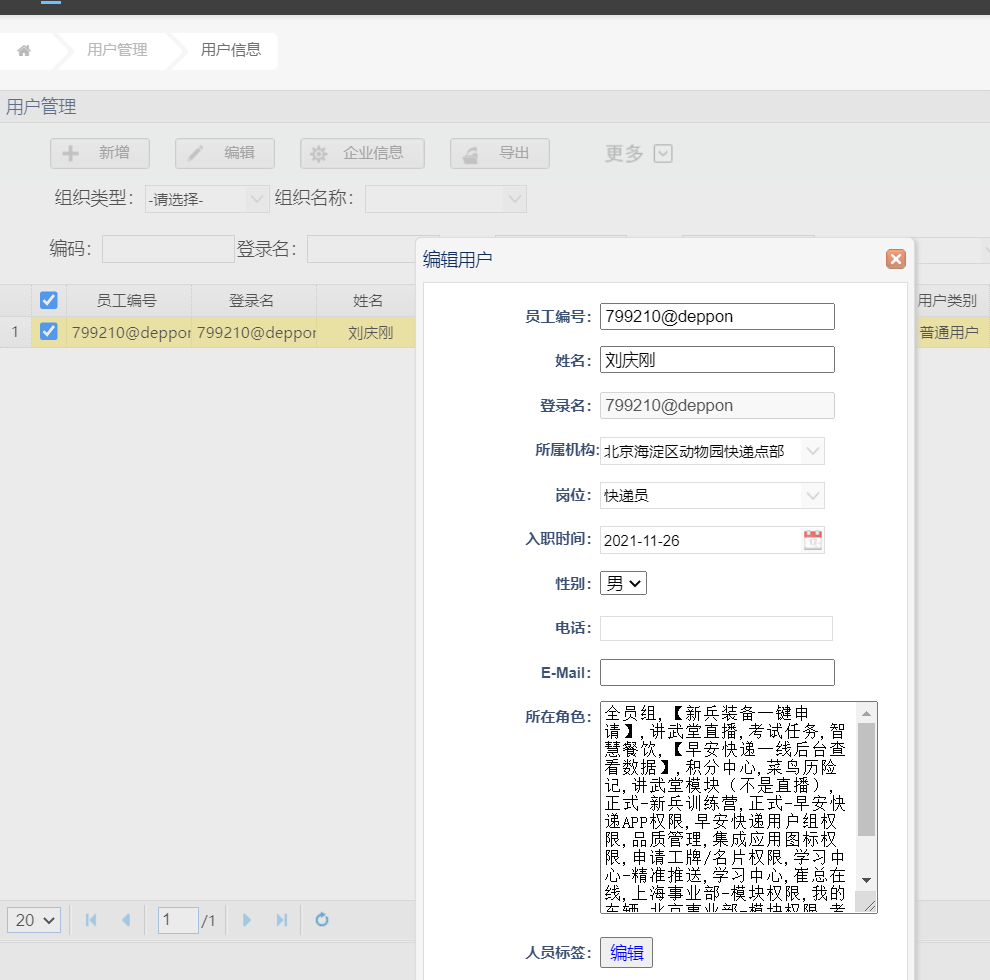 用户管理
用户信息
用户管理
新增
编辑
企业信息
导出
更多
组织类型：
-请选择-
组织名称：
编码：
登录名：
员工编号
登录名
姓名
用户类别
1
799210@deppon
799210@deppon
刘庆刚
普通用户
编辑用户
员工编号：
799210@deppon
姓名：
刘庆刚
登录名：
799210@deppon
所属机构：
北京海淀区动物园快递点部
岗位：
快递员
入职时间：
2021-11-26
性别：
男
电话：
E-Mail：
所在角色：
全员组,【新兵装备一键申
请】,讲武堂直播,考试任务,智
慧餐饮,【早安快递一线后台查
看数据】,积分中心,菜鸟历险
记,讲武堂模块（不是直播）,
正式-新兵训练营,正式-早安快
递APP权限,早安快递用户组权
限,品质管理,集成应用图标权
限,申请工牌/名片权限,学习中
心-精准推送,学习中心,崔总在
线,上海事业部-模块权限,我的
车辆,北京事业部-模块权限,考
人员标签：
编辑
20
1
/1